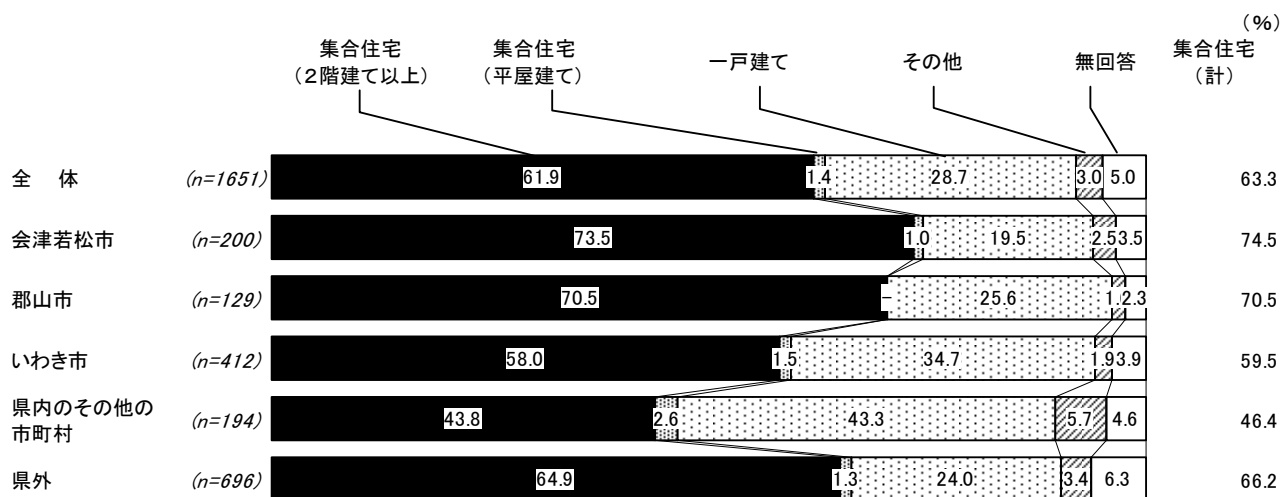 (%)
集合住宅
（２階建て以上）
集合住宅
（平屋建て）
一戸建て
その他
無回答
集合住宅
（計）
全　体 (n=1651) 61.9 1.4 28.7 3.0 5.0 63.3
会津若松市 (n=200) 73.5 1.0 19.5 2.5 3.5 74.5
郡山市 (n=129) 70.5 - 25.6 2.3 70.5
いわき市 (n=412) 58.0 1.5 34.7 1.9 3.9 59.5
県内のその他の
市町村 (n=194) 43.8 2.6 43.3 5.7 4.6 46.4
県外 (n=696) 64.9 1.3 24.0 3.4 6.3 66.2